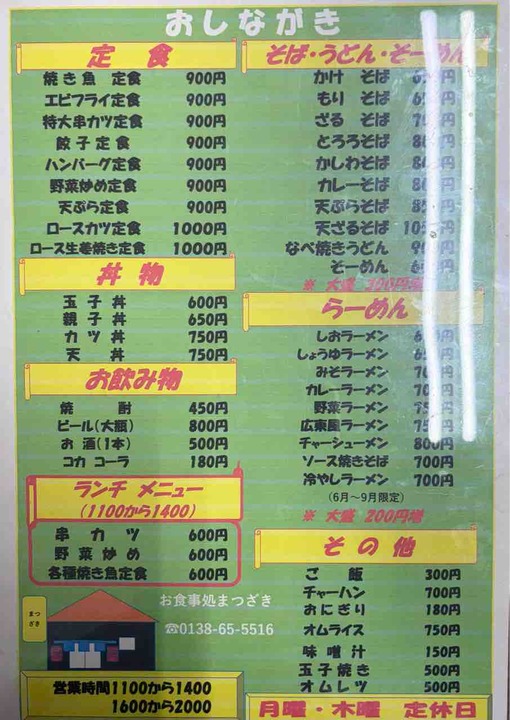 おしながき
定 食
焼き魚 定食 900円
エビフライ定食 900円
特大串カツ定食 900円
餃子定食 900円
ハンバーグ定食 900円
野菜炒め定食 900円
天ぷら定食 900円
ロースカツ定食 1000円
ロース生姜焼き定食 1000円
丼 物
玉子丼 600円
親子丼 650円
カツ丼 750円
天 丼 750円
お飲み物
焼 酎 450円
ビール(大瓶) 800円
お酒(1本) 500円
コカ コーラ 180円
ランチ メニュー
(1100から1400)
串 カ ツ 600円
野 菜 炒 め 600円
各種焼き魚定食 600円
まつざき
お食事処まつざき
☎0138-65-5516
営業時間1100から1400
1600から2000
そば・うどん・そーめん
かけ そば
もり そば
ざる そば
とろろそば
かしわそば
カレーそば
天ぷらそば
天ざるそば
なべ焼きうどん
そーめん
※ 大盛
らーめん
しおラーメン
しょうゆラーメン
みそラーメン
カレーラーメン
野菜ラーメン
広東風ラーメン
チャーシューメン 800円
ソース焼きそば 700円
冷やしラーメン 700円
(6月～9月限定)
※ 大盛 200円増
そ の 他
ご 飯 300円
チャーハン 700円
おにぎり 180円
オムライス 750円
味 噌 汁 150円
玉子焼き 500円
オムレツ 500円
月曜・木曜 定休日